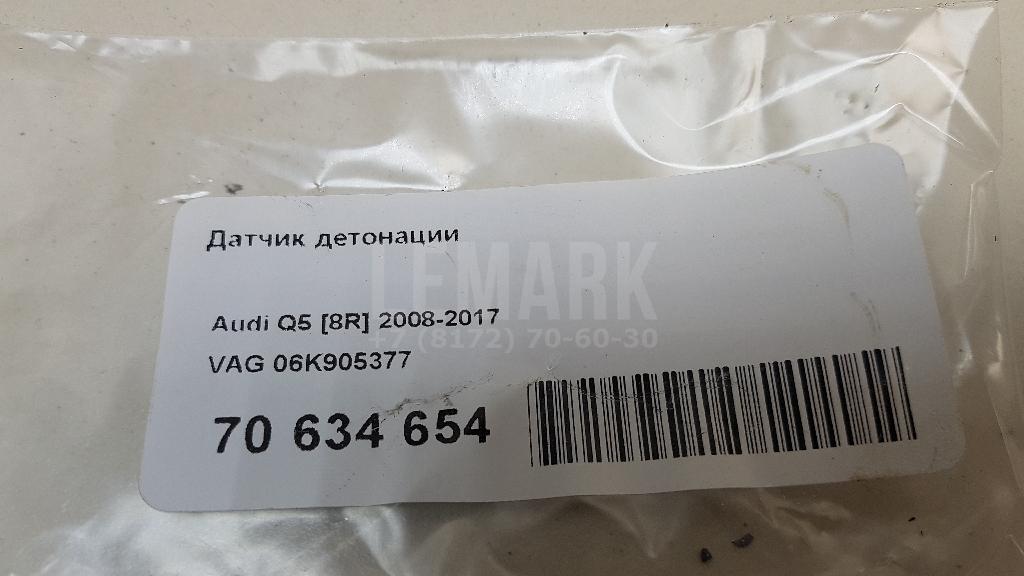 Датчик детонации
LEMARK
Audi Q5 [8R] 2008-2017
+7 (8172) 70-60-30
VAG 06K905377
70 634 654